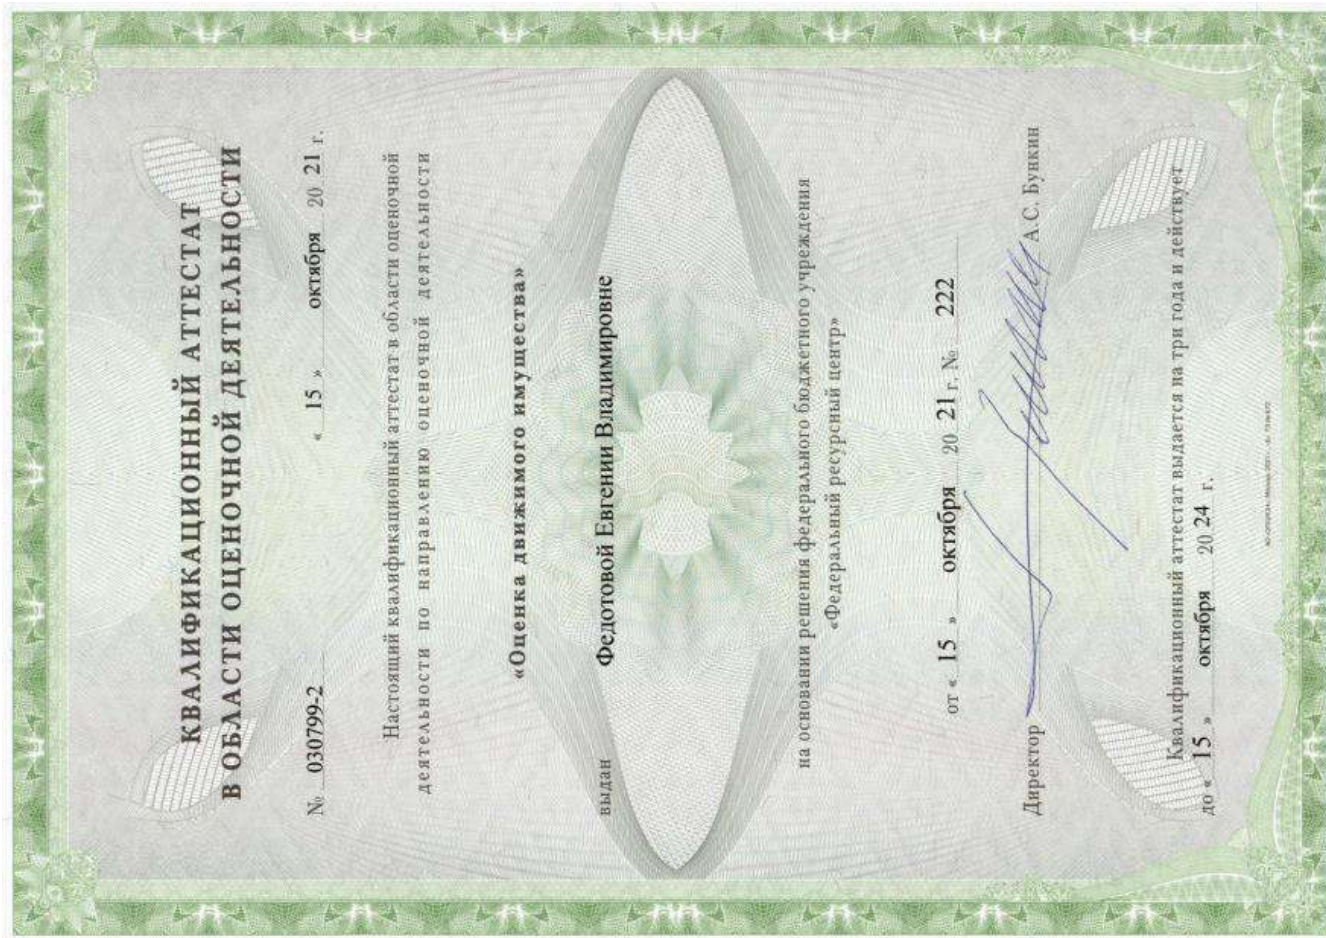 КВАЛИФИКАЦИОННЫЙ АТТЕСТАТ
В ОБЛАСТИ ОЦЕНОЧНОЙ ДЕЯТЕЛЬНОСТИ
№ 030799-2 « 15 » октября 20 21 г.
Настоящий квалификационный аттестат в области оценочной
деятельности по направлению оценочной деятельности
«Оценка движимого имущества»
выдан Федотовой Евгении Владимировне
на основании решения федерального бюджетного учреждения
«Федеральный ресурсный центр»
от « 15 » октября 20 21 г. № 222
Директор А.С. Бункин
Квалификационный аттестат выдается на три года и действует
до « 15 » октября 20 24 г.